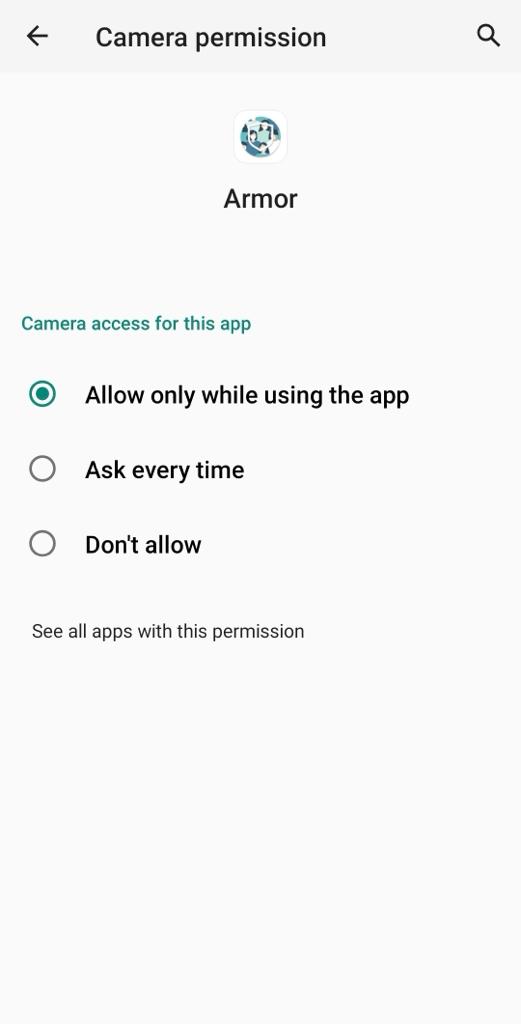 Camera permission
Armor
Camera access for this app
Allow only while using the app
Ask every time
Don't allow
See all apps with this permission